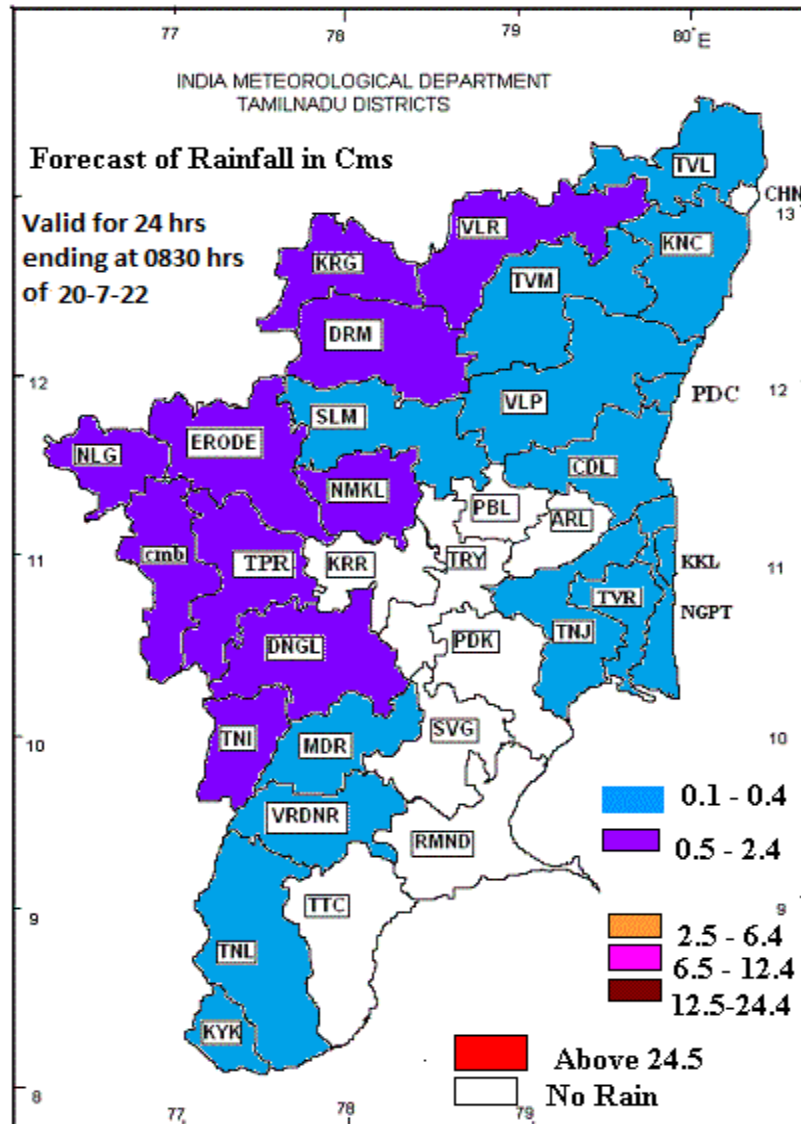 77 78 79 80°E
INDIA METEOROLOGICAL DEPARTMENT
TAMILNADU DISTRICTS
Forecast of Rainfall in Cms
TVL
CHN
13
Valid for 24 hrs
ending at 0830 hrs
of 20-7-22
VLR
KNC
KRG
TVM
DRM
12
12
PDC
SLM
VLP
ERODE
NLG
CDL
NMKL
PBL
ARL
11
cmb
TPR
KRR
TRY
KKL
11
TVR
NGPT
DNGL
PDK
TNJ
10
TNI
MDR
SVG
10
0.1 - 0.4
VRDNR
RMND
0.5 - 2.4
9
TTC
9
2.5 - 6.4
TNL
6.5 - 12.4
12.5-24.4
KYK
Above 24.5
No Rain
8
77 78 79